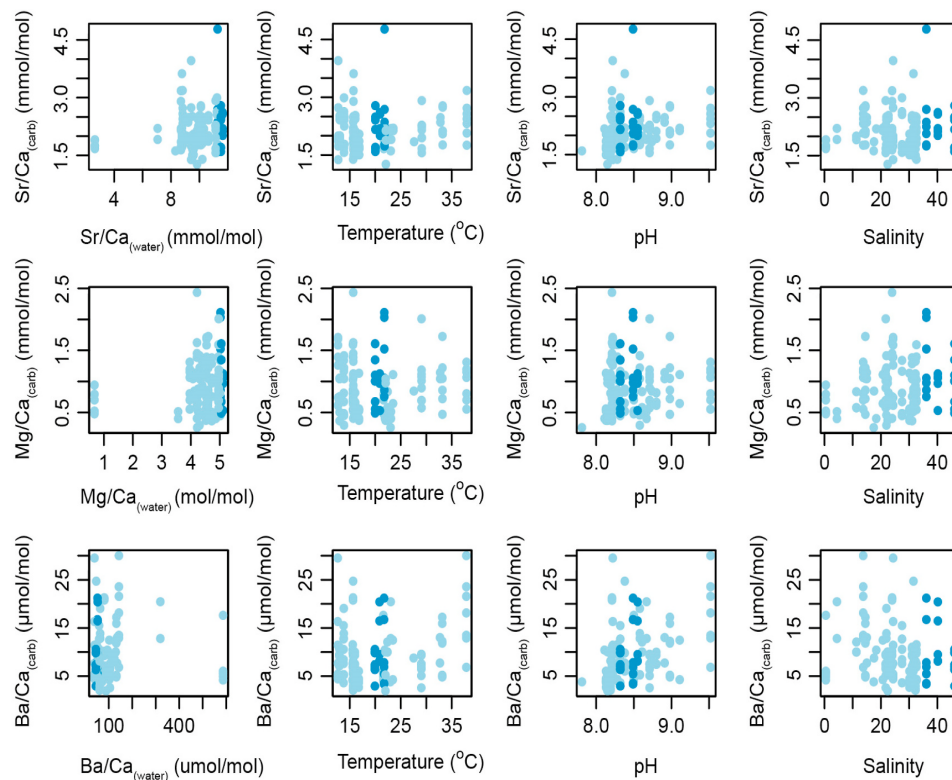 Sr/Ca(carb) (mmol/mol)
4.5
3.0
1.5
4 8
Sr/Ca(water) (mmol/mol)
Sr/Ca(carb) (mmol/mol)
4.5
3.0
1.5
15 25 35
Temperature (°C)
Sr/Ca(carb) (mmol/mol)
4.5
3.0
1.5
8.0 9.0
pH
Sr/Ca(carb) (mmol/mol)
4.5
3.0
1.5
0 20 40
Salinity
Mg/Ca(carb) (mmol/mol)
2.5
1.5
0.5
1 2 3 4 5
Mg/Ca(water) (mol/mol)
Mg/Ca(carb) (mmol/mol)
2.5
1.5
0.5
15 25 35
Temperature (°C)
Mg/Ca(carb) (mmol/mol)
2.5
1.5
0.5
8.0 9.0
pH
Mg/Ca(carb) (mmol/mol)
2.5
1.5
0.5
0 20 40
Salinity
Ba/Ca(carb) (μmol/mol)
25
15
5
100 400
Ba/Ca(water) (umol/mol)
Ba/Ca(carb) (μmol/mol)
25
15
5
15 25 35
Temperature (°C)
Ba/Ca(carb) (μmol/mol)
25
15
5
8.0 9.0
pH
Ba/Ca(carb) (μmol/mol)
25
15
5
0 20 40
Salinity